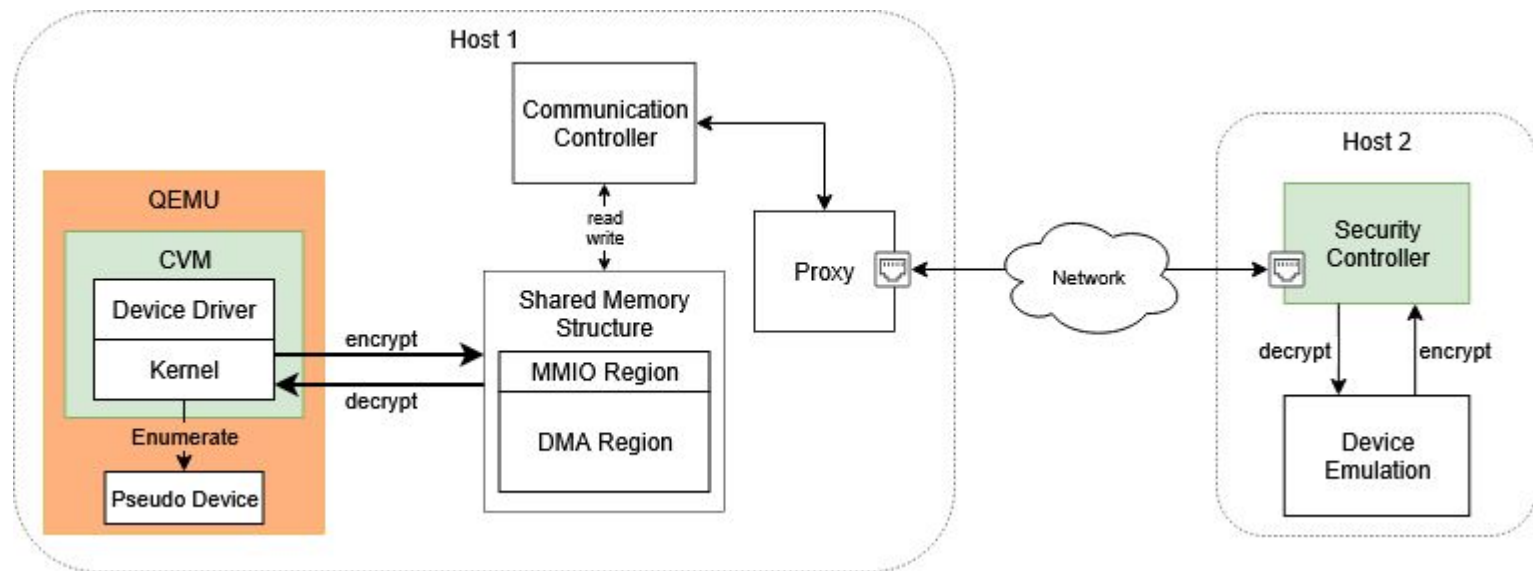 Host 1
Communication
Controller
read
write
QEMU
CVM
Device Driver
Kernel
Enumerate
Pseudo Device
encrypt
decrypt
Shared Memory
Structure
MMIO Region
DMA Region
Proxy
Network
Host 2
Security
Controller
decrypt
encrypt
Device
Emulation